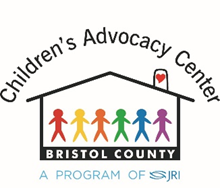 Children's Advocacy Center
BRISTOL COUNTY
A PROGRAM OF JRI